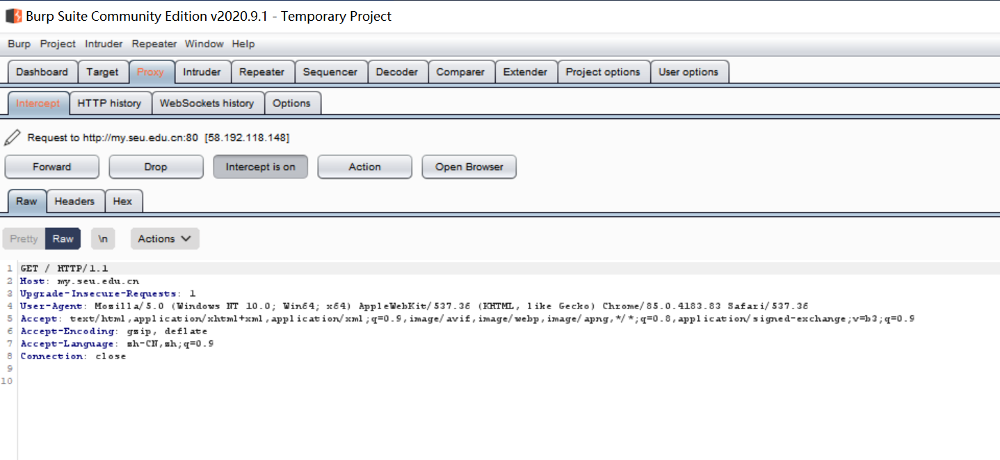 Burp Suite Community Edition v2020.9.1 - Temporary Project
Burp Project Intruder Repeater Window Help
Dashboard Target Proxy Intruder Repeater Sequencer Decoder Comparer Extender Project options User options
Intercept HTTP history WebSockets history Options
Request to http://my.seu.edu.cn:80 [58.192.118.148]
Forward Drop Intercept is on Action Open Browser
Raw Headers Hex
Pretty Raw \n Actions
1 GET / HTTP/1.1
2 Host: my.seu.edu.cn
3 Upgrade-Insecure-Requests: 1
4 User-Agent: Mozilla/5.0 (Windows NT 10.0; Win64; x64) AppleWebKit/537.36 (KHTML, like Gecko) Chrome/85.0.4183.83 Safari/537.36
5 Accept: text/html,application/xhtml+xml,application/xml;q=0.9,image/avif,image/webp,image/apng,*/*;q=0.8,application/signed-exchange;v=b3;q=0.9
6 Accept-Encoding: gzip, deflate
7 Accept-Language: zh-CN,zh;q=0.9
8 Connection: close
9
10